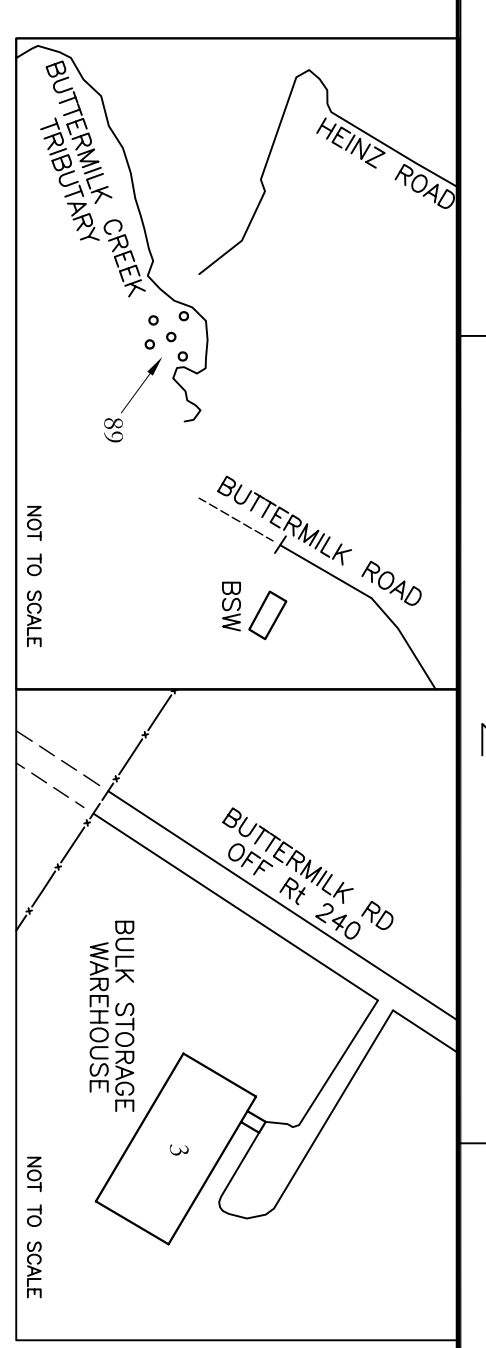 HEINZ ROAD
BUTTERMILK CREEK
TRIBUTARY
89
BUTTERMILK ROAD
BSW
NOT TO SCALE
BUTTERMILK RD
OFF Rt 240
BULK STORAGE
WAREHOUSE
3
NOT TO SCALE